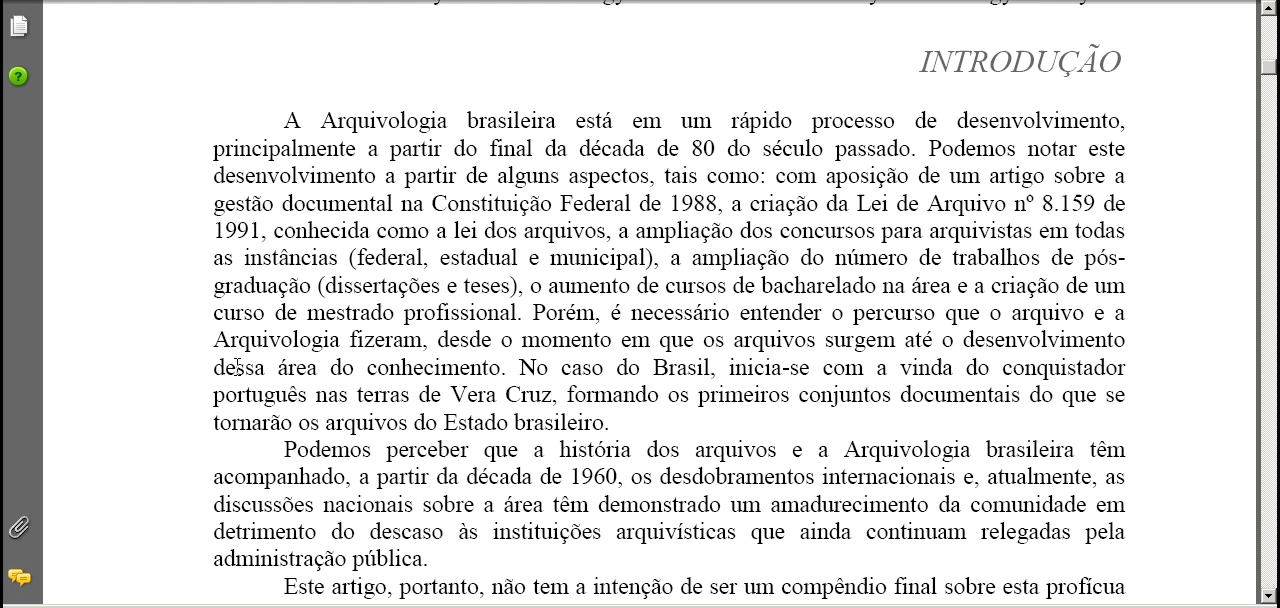 INTRODUÇÃO
A Arquivologia brasileira está em um rápido processo de desenvolvimento,
principalmente a partir do final da década de 80 do século passado. Podemos notar este
desenvolvimento a partir de alguns aspectos, tais como: com aposição de um artigo sobre a
gestão documental na Constituição Federal de 1988, a criação da Lei de Arquivo nº 8.159 de
1991, conhecida como a lei dos arquivos, a ampliação dos concursos para arquivistas em todas
as instâncias (federal, estadual e municipal), a ampliação do número de trabalhos de pós-
graduação (dissertações e teses), o aumento de cursos de bacharelado na área e a criação de um
curso de mestrado profissional. Porém, é necessário entender o percurso que o arquivo e a
Arquivologia fizeram, desde o momento em que os arquivos surgem até o desenvolvimento
dessa área do conhecimento. No caso do Brasil, inicia-se com a vinda do conquistador
português nas terras de Vera Cruz, formando os primeiros conjuntos documentais do que se
tornarão os arquivos do Estado brasileiro.
Podemos perceber que a história dos arquivos e a Arquivologia brasileira têm
acompanhado, a partir da década de 1960, os desdobramentos internacionais e, atualmente, as
discussões nacionais sobre a área têm demonstrado um amadurecimento da comunidade em
detrimento do descaso às instituições arquivísticas que ainda continuam relegadas pela
administração pública.
Este artigo, portanto, não tem a intenção de ser um compêndio final sobre esta profícua